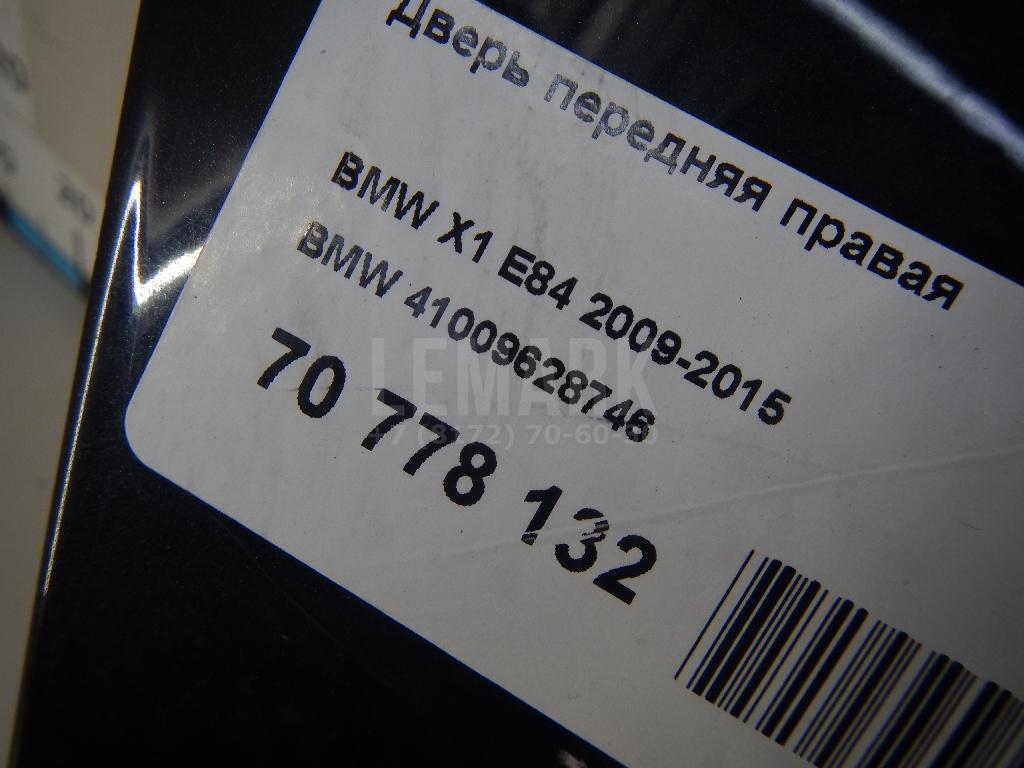 Дверь передняя правая
BMW X1 E84 2009-2015
BMW 41009628746
70 778 132
LEMARK